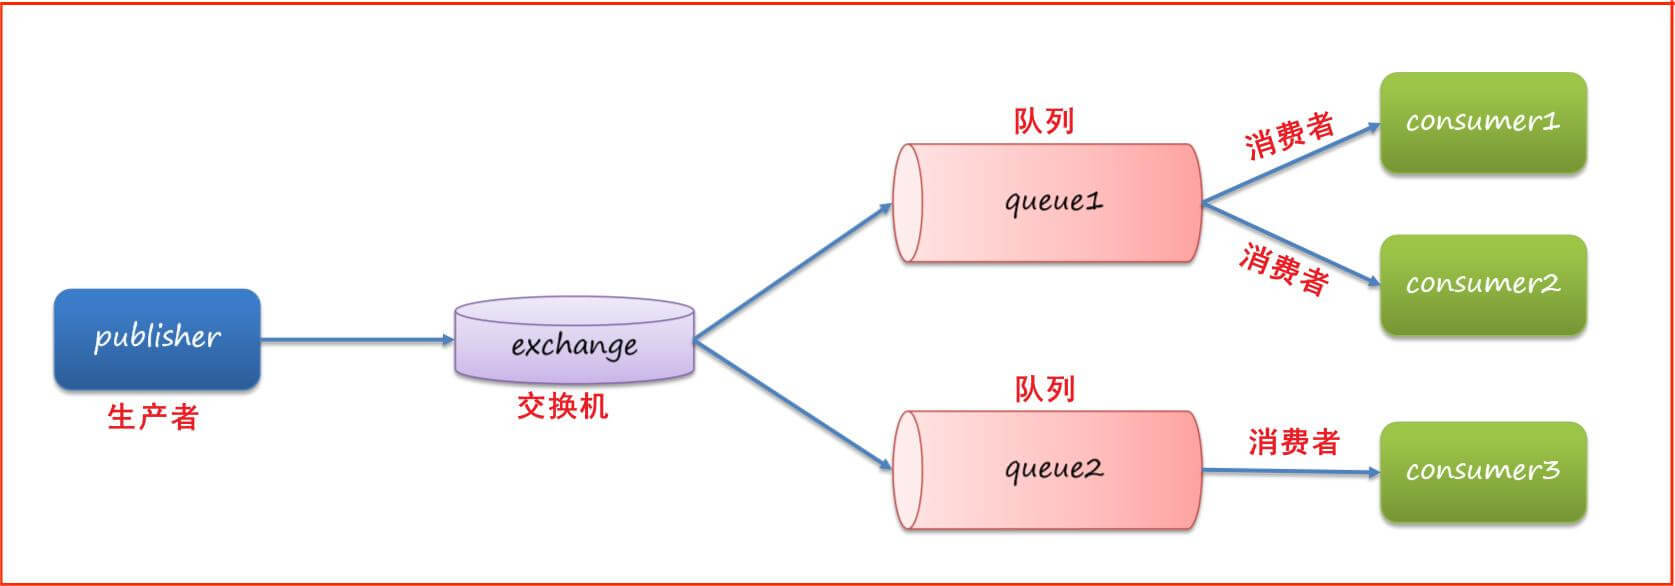 publisher
生产者
exchange
交换机
队列
queue1
队列
queue2
消费者
consumer1
消费者
consumer2
消费者
consumer3